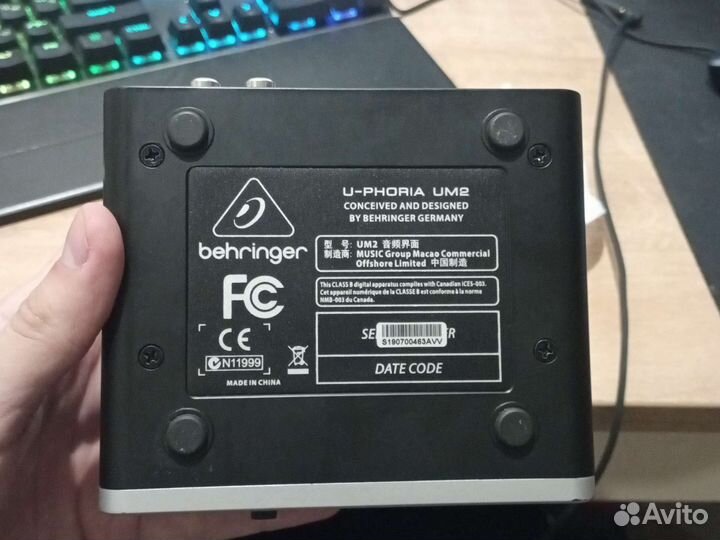 U-PHORIA UM2
CONCEIVED AND DESIGNED
BY BEHRINGER GERMANY
behringer
型 号: UM2 音频界面
制造商: MUSIC Group Macao Commercial
Offshore Limited 中国制造
FC
This CLASS B digital apparatus complies with Canadian ICES-003.
Cet appareil numérique de la CLASSE B est conforme à la norma
NMB-003 du Canada.
CE
N11999
MADE IN CHINA
SE ER
S190700463AVV
DATE CODE
Avito